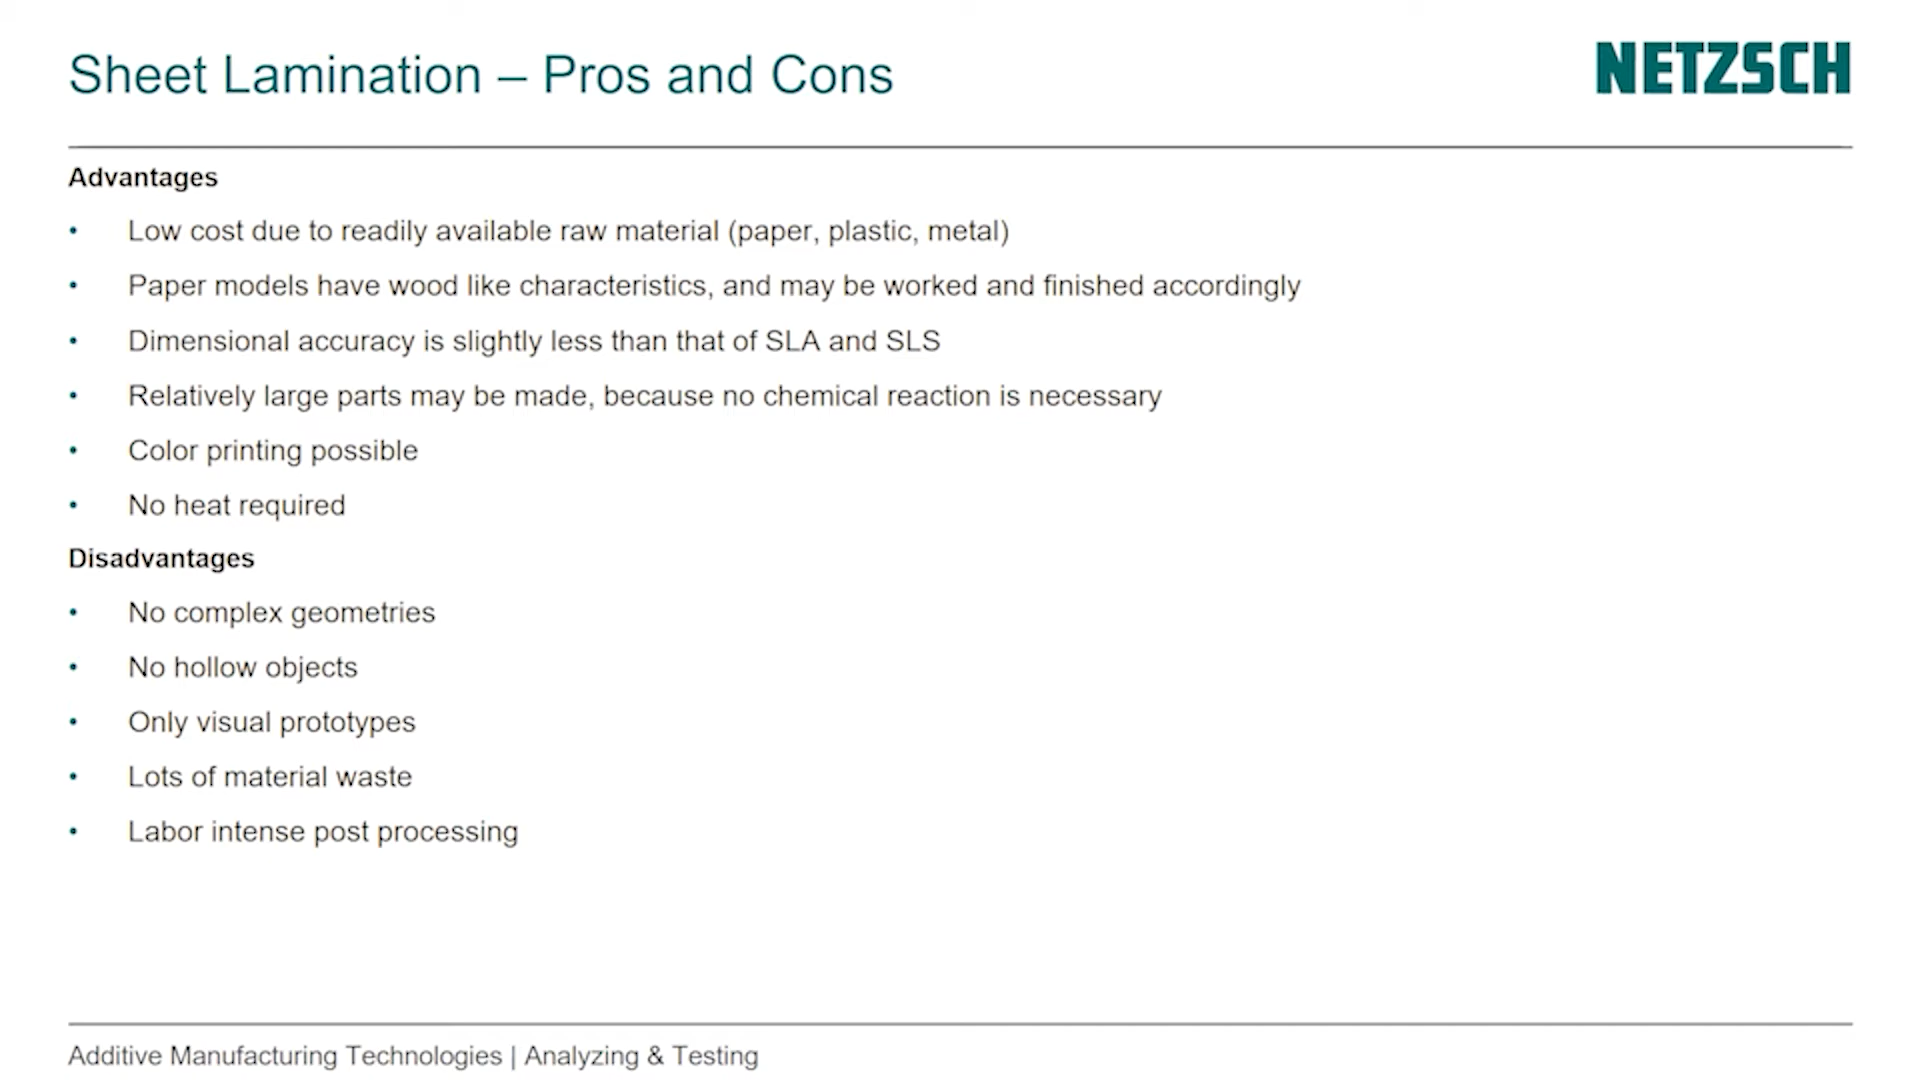 Sheet Lamination – Pros and Cons
NETZSCH
Advantages
• Low cost due to readily available raw material (paper, plastic, metal)
• Paper models have wood like characteristics, and may be worked and finished accordingly
• Dimensional accuracy is slightly less than that of SLA and SLS
• Relatively large parts may be made, because no chemical reaction is necessary
• Color printing possible
• No heat required
Disadvantages
• No complex geometries
• No hollow objects
• Only visual prototypes
• Lots of material waste
• Labor intense post processing
Additive Manufacturing Technologies | Analyzing & Testing